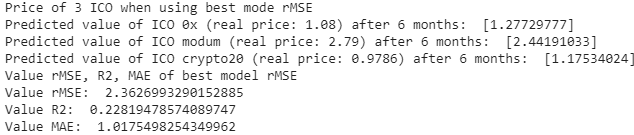 Price of 3 ICO when using best mode rMSE
Predicted value of ICO 0x (real price: 1.08) after 6 months:  [1.27729777]
Predicted value of ICO modum (real price: 2.79) after 6 months:  [2.44191033]
Predicted value of ICO crypto20 (real price: 0.9786) after 6 months:  [1.17534024]
Value rMSE, R2, MAE of best model rMSE
Value rMSE:  2.3626993290152885
Value R2:  0.22819478574089747
Value MAE:  1.0175498254349962